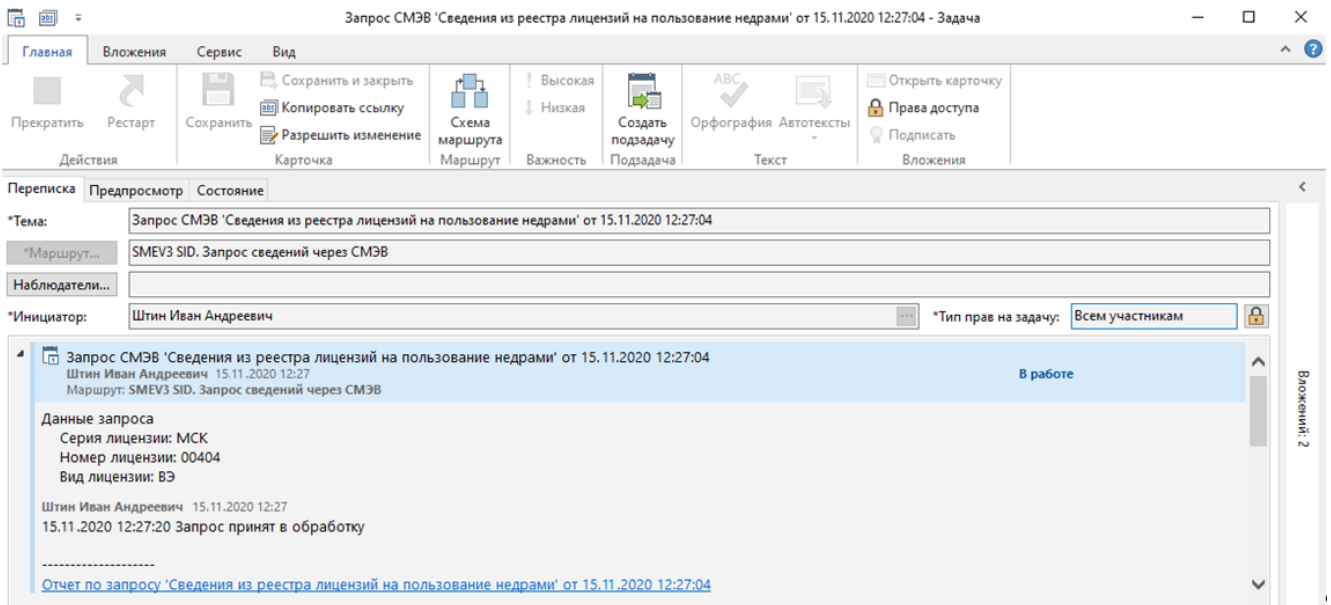 Запрос СМЭВ 'Сведения из реестра лицензий на пользование недрами' от 15.11.2020 12:27:04 - Задача
Главная Вложения Сервис Вид
Прекратить Рестарт
Действия
Сохранить
Сохранить и закрыть
Копировать ссылку
Разрешить изменение
Карточка
Схема маршрута
Маршрут
Высокая
Низкая
Важность
Создать подзадачу
Подзадача
ABC
Орфография Автотексты
Текст
Открыть карточку
Права доступа
Подписать
Вложения
Переписка Предпросмотр Состояние
*Тема: Запрос СМЭВ 'Сведения из реестра лицензий на пользование недрами' от 15.11.2020 12:27:04
*Маршрут... SMEV3 SID. Запрос сведений через СМЭВ
Наблюдатели...
*Инициатор: Штин Иван Андреевич ... *Тип прав на задачу: Всем участникам
Запрос СМЭВ 'Сведения из реестра лицензий на пользование недрами' от 15.11.2020 12:27:04
Штин Иван Андреевич 15.11.2020 12:27 В работе
Маршрут: SMEV3 SID. Запрос сведений через СМЭВ
Данные запроса
Серия лицензии: МСК
Номер лицензии: 00404
Вид лицензии: ВЭ
Штин Иван Андреевич 15.11.2020 12:27
15.11.2020 12:27:20 Запрос принят в обработку
--------------------
Отчет по запросу 'Сведения из реестра лицензий на пользование недрами' от 15.11.2020 12:27:04
Вложений: 2